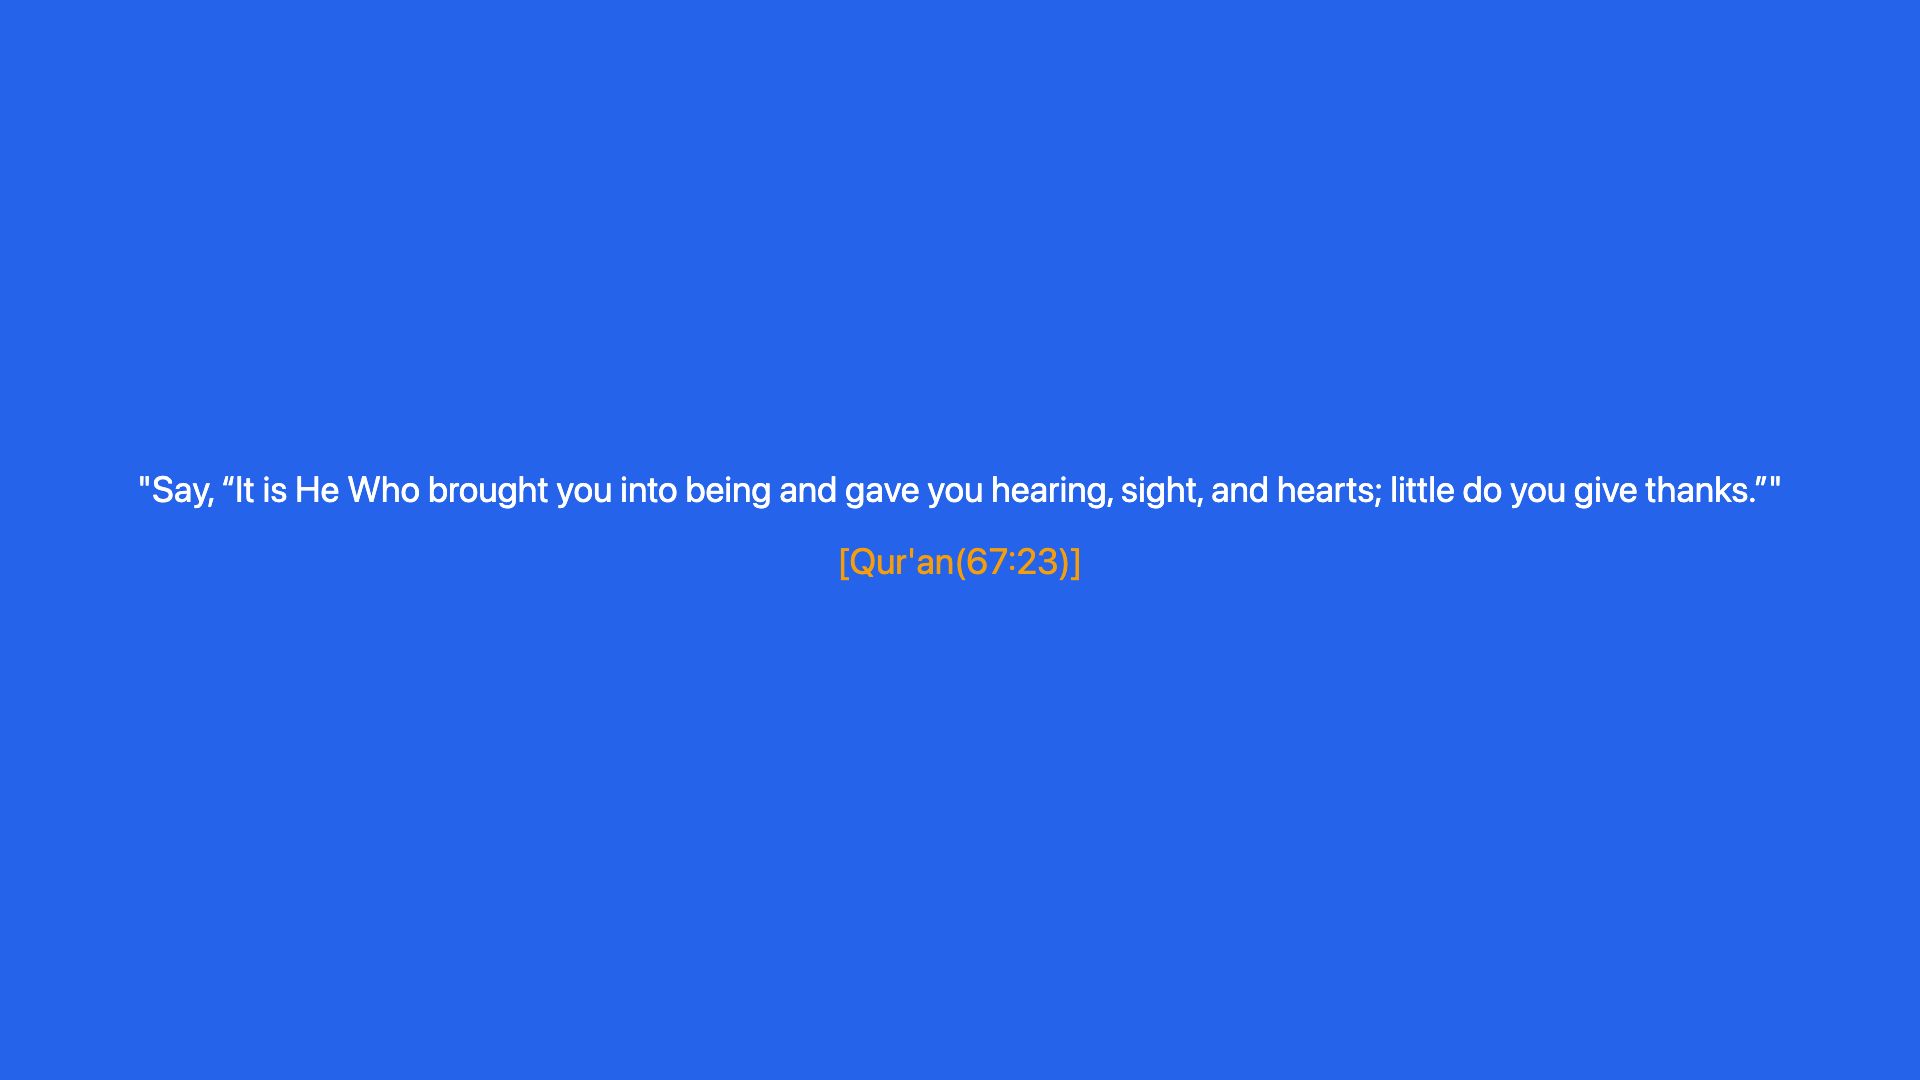 "Say, “It is He Who brought you into being and gave you hearing, sight, and hearts; little do you give thanks.”"
[Qur'an(67:23)]